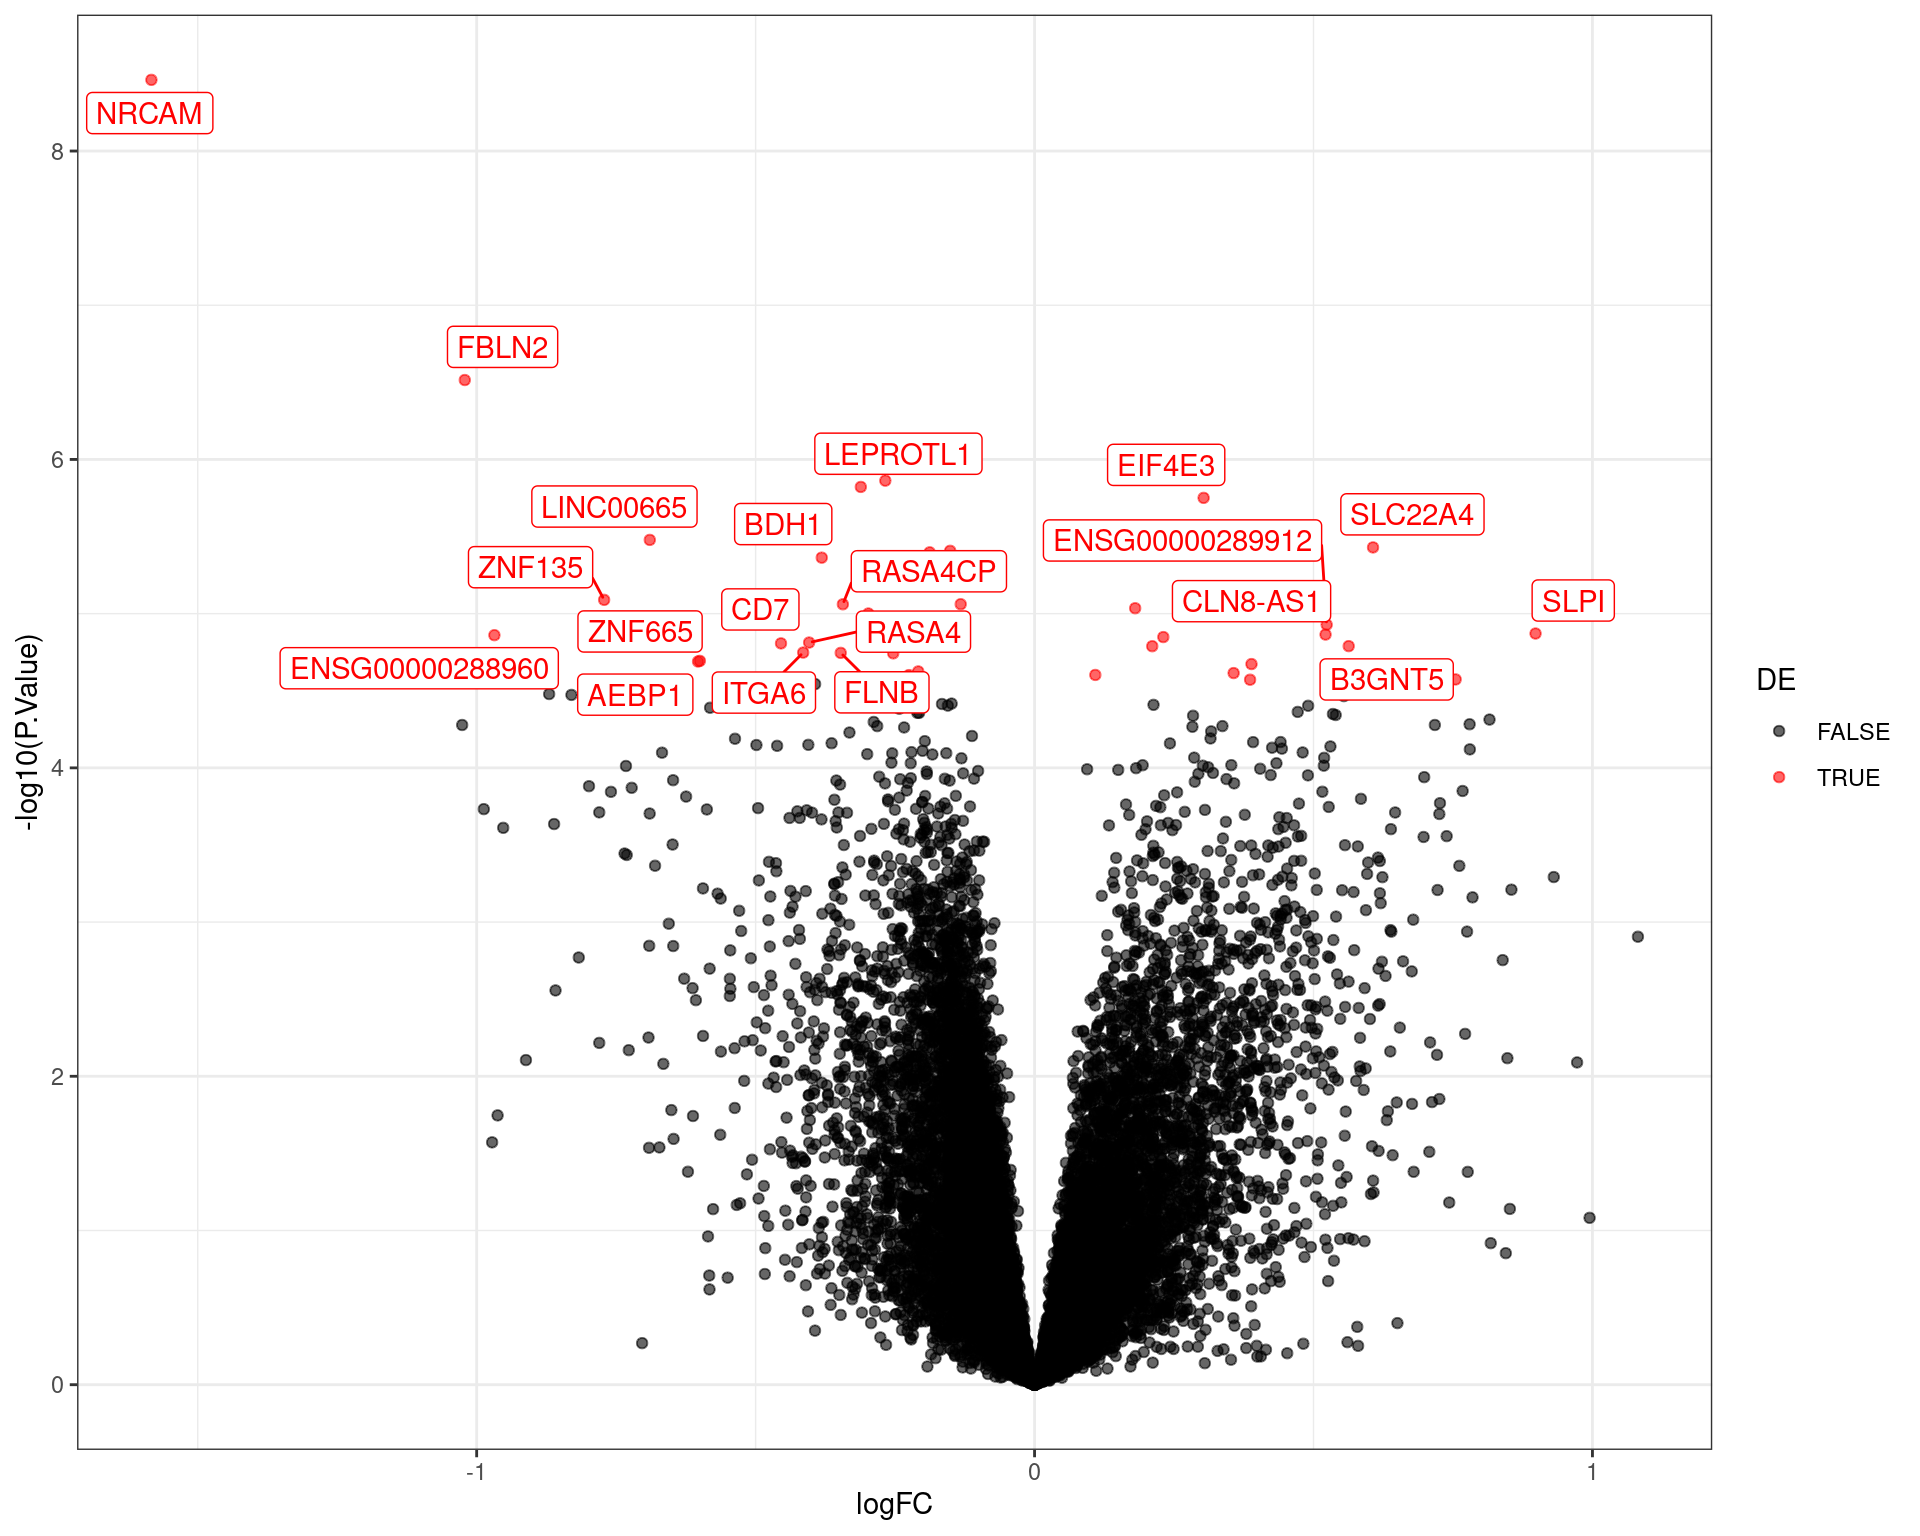 NRCAM
8
FBLN2
LEPROTL1
EIF4E3
6
LINC00665
SLC22A4
BDH1
ENSG00000289912
ZNF135
RASA4CP
CD7
CLN8-AS1
SLPI
ZNF665
RASA4
ENSG00000288960
AEBP1
ITGA6
FLNB
B3GNT5
4
2
0
-log10(P.Value)
-1
0
1
logFC
DE
FALSE
TRUE